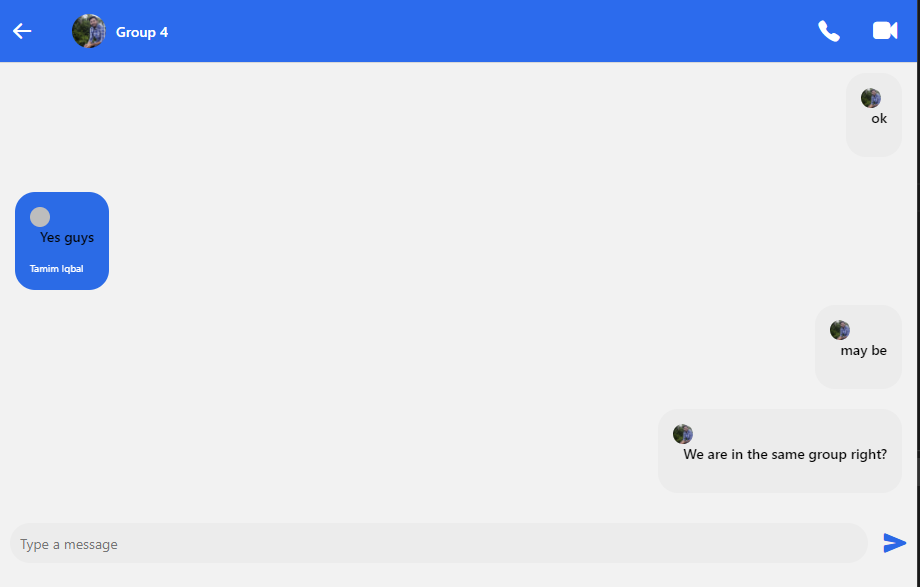 Group 4
ok
Yes guys
Tamim Iqbal
may be
We are in the same group right?
Type a message